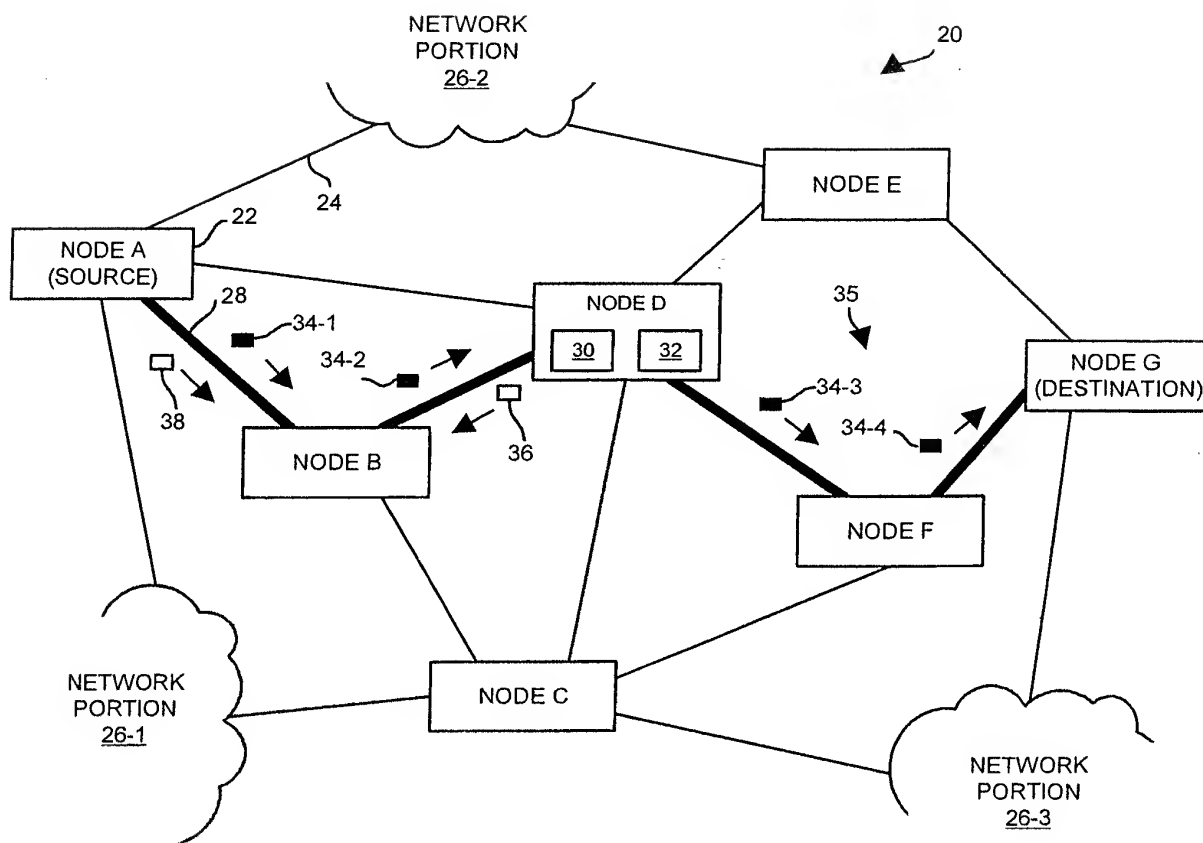 NETWORK
PORTION
26-2
20
24
22
NODE E
NODE A
(SOURCE)
28
34-1
NODE D
30
32
35
34-2
NODE G
(DESTINATION)
38
34-3
36
34-4
NODE B
NODE F
NETWORK
PORTION
26-1
NODE C
NETWORK
PORTION
26-3